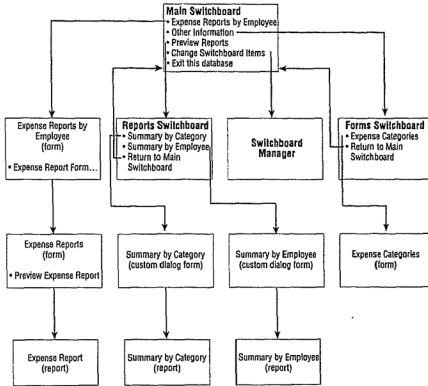 Main Switchboard
• Expense Reports by Employee
• Other Information
• Preview Reports
• Change Switchboard Items
• Exit this database
Expense Reports by
Employee
(form)
• Expense Report Form...
Reports Switchboard
• Summary by Category
• Summary by Employee
• Return to Main
Switchboard
Switchboard
Manager
Forms Switchboard
• Expense Categories
• Return to Main
Switchboard
Expense Reports
(form)
• Preview Expense Report
Summary by Category
(custom dialog form)
Summary by Employee
(custom dialog form)
Expense Categories
(form)
Expense Report
(report)
Summary by Category
(report)
Summary by Employee
(report)